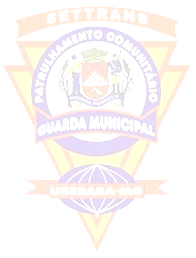 SETTRANS
PATRULHAMENTO COMUNITÁRIO
GUARDA MUNICIPAL
UBERABA-MG